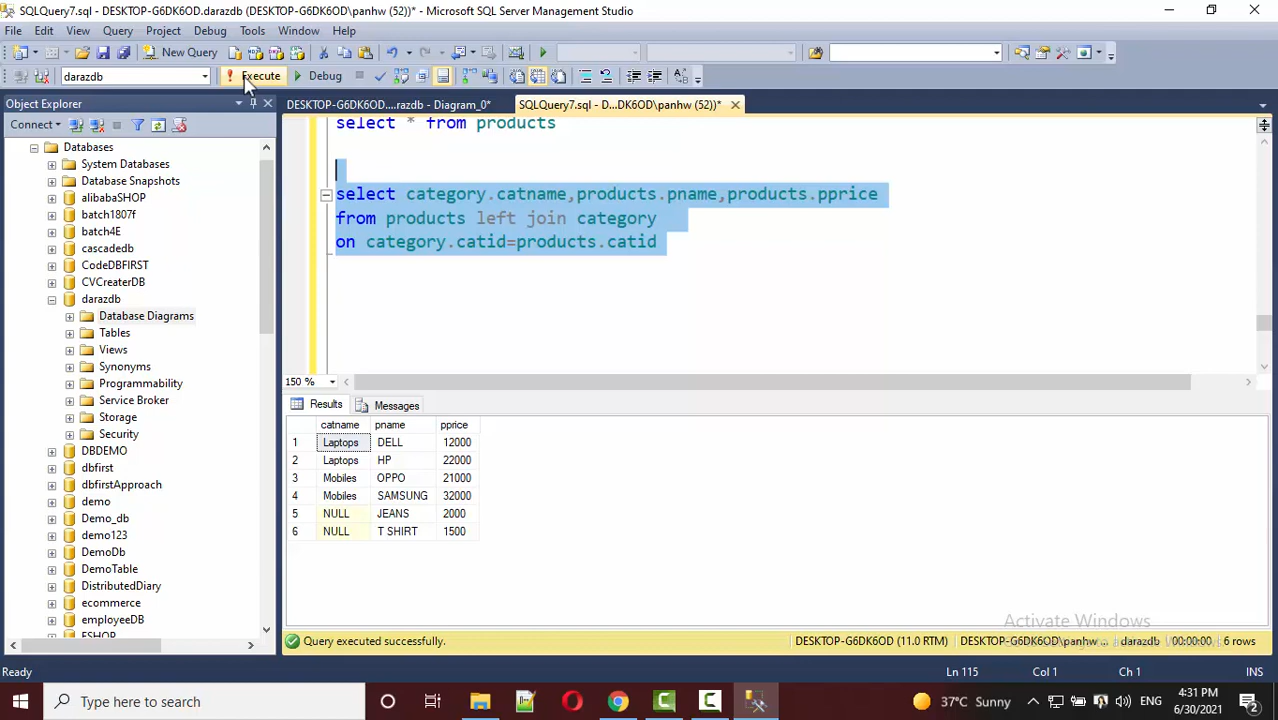 SQLQuery7.sql - DESKTOP-G6DK6OD.darazdb (DESKTOP-G6DK6OD\panhw (52))* - Microsoft SQL Server Management Studio
File Edit View Query Project Debug Tools Window Help
New Query
darazdb Execute Debug
Object Explorer
DESKTOP-G6DK6OD....razdb - Diagram_0* SQLQuery7.sql - D...DK6OD\panhw (52))*
Connect
Databases
System Databases
Database Snapshots
alibabaSHOP
batch1807f
batch4E
cascadedb
CodeDBFIRST
CVCreaterDB
darazdb
Database Diagrams
Tables
Views
Synonyms
Programmability
Service Broker
Storage
Security
DBDEMO
dbfirst
dbfirstApproach
demo
Demo_db
demo123
DemoDb
DemoTable
DistributedDiary
ecommerce
employeeDB
ESHOP
select * from products
select category.catname,products.pname,products.pprice
from products left join category
on category.catid=products.catid
150 %
Results Messages
catname pname pprice
1 Laptops DELL 12000
2 Laptops HP 22000
3 Mobiles OPPO 21000
4 Mobiles SAMSUNG 32000
5 NULL JEANS 2000
6 NULL T SHIRT 1500
Activate Windows
Query executed successfully. DESKTOP-G6DK6OD (11.0 RTM) DESKTOP-G6DK6OD\panhw... darazdb 00:00:00 6 rows
Ready Ln 115 Col 1 Ch 1 INS
Type here to search 37°C Sunny ENG 4:31 PM
6/30/2021
2